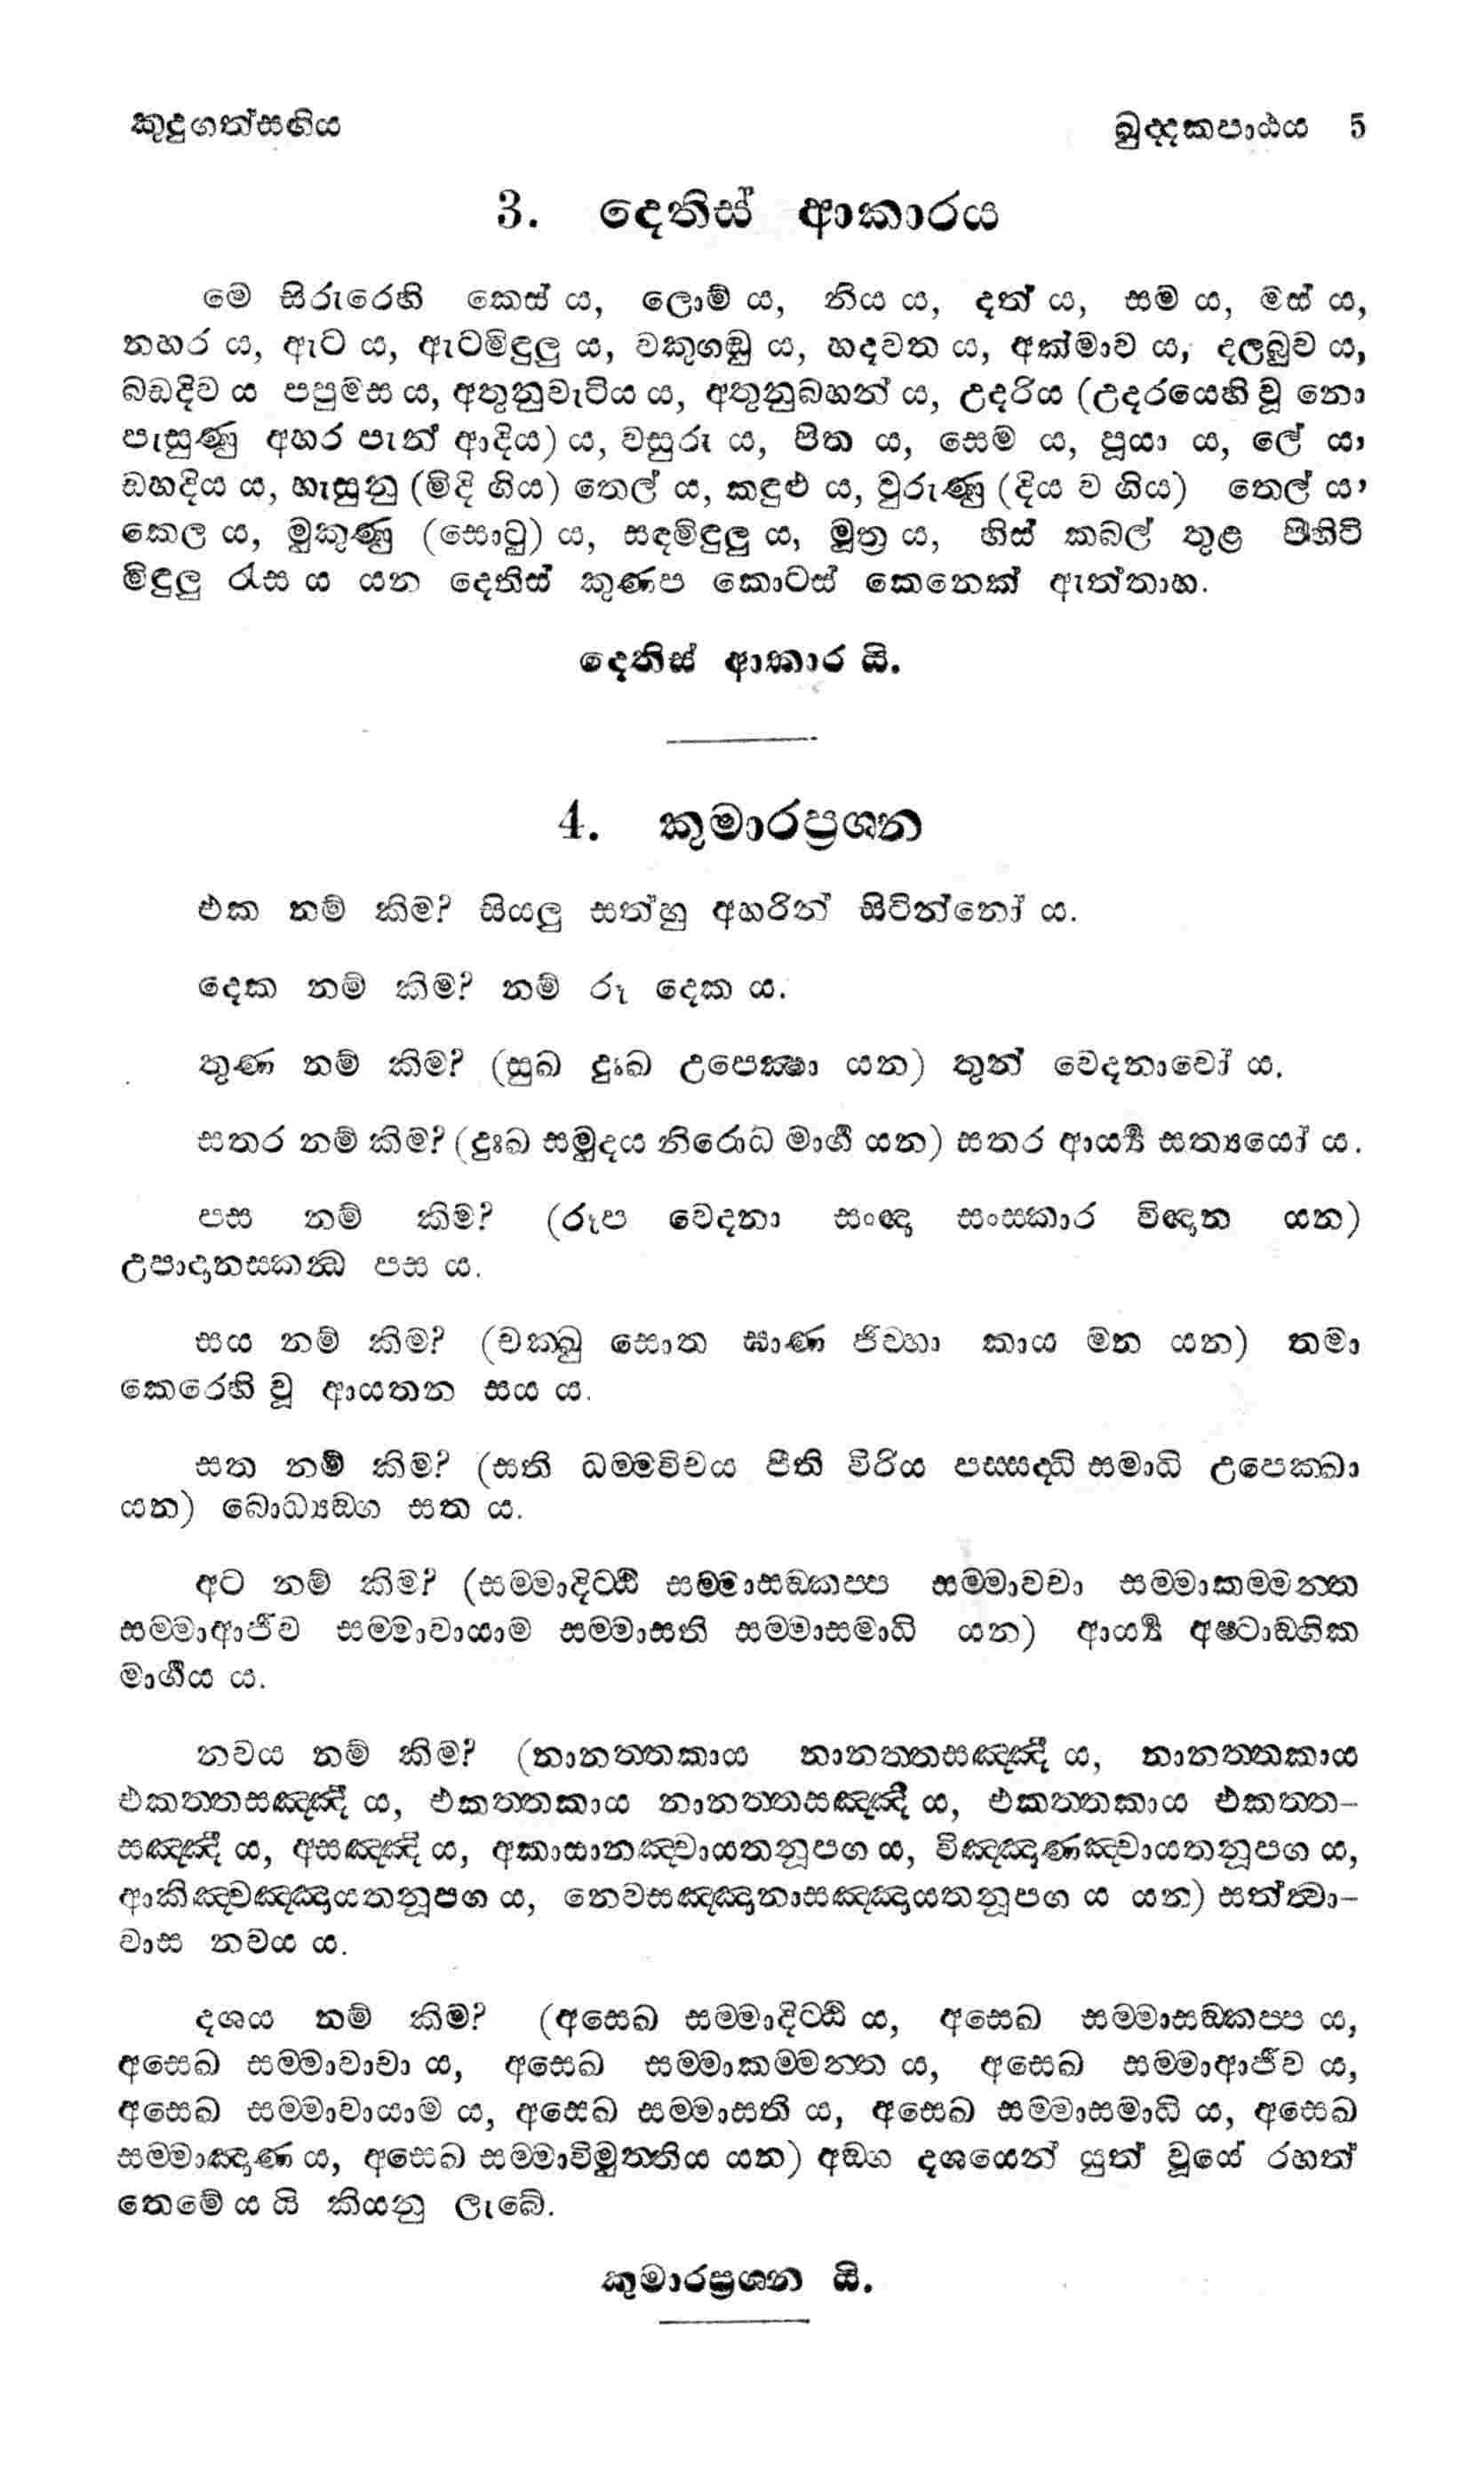 කුදුගත්සඟිය ඛුද්දකපාඨය 5
3. දෙතිස් ආකාරය
මේ සිරුරෙහි කෙස් ය, ලොම් ය, නිය ය, දත් ය, සම ය, මස් ය,
නහර ය, ඇට ය, ඇටමිඳුලු ය, වකුගඩු ය, හදවත ය, අක්මාව ය, දලබුව ය,
බඩදිව ය පපුමස ය, අතුනුවැටිය ය, අතුනුබහන් ය, උදරිය (උදරයෙහි වූ නො
පැසුණු අහර පැන් ආදිය) ය, වසුරු ය, පිත ය, සෙම ය, පූයා ය, ලේ ය,
ඩහදිය ය, හැසුනු (මිදි ගිය) තෙල් ය, කඳුළු ය, වුරුණු (දිය ව ගිය) තෙල් ය,
කෙල ය, මුකුණු (සොටු) ය, සඳමිඳුලු ය, මූත්‍ර ය, හිස් කබල් තුළ පිහිටි
මිඳුලු රැස ය යන දෙතිස් කුණප කොටස් කෙනෙක් ඇත්තාහ.
දෙතිස් ආකාර යි.
4. කුමාරප්‍රශ්න
එක නම් කිම? සියලු සත්හු අහරින් සිටින්නෝ ය.
දෙක නම් කිම? නම් රූ දෙක ය.
තුණ නම් කිම? (සුඛ දුඃඛ උපෙක්‍ෂා යන) තුන් වෙදනාවෝ ය.
සතර නම් කිම? (දුඃඛ සමුදය නිරොධ මාර්‍ග යන) සතර ආර්‍ය්‍ය සත්‍යයෝ ය.
පස නම් කිම? (රූප වෙදනා සංඥා සංස්කාර විඥාන යන)
උපාදානස්කන්‍ධ පස ය.
සය නම් කිම? (චක්ඛු සොත ඝාණ ජිව්හා කාය මන යන) තමා
කෙරෙහි වූ ආයතන සය ය.
සත නම් කිම? (සති ධම්මවිචය පීති විරිය පස්සද්ධි සමාධි උපෙක්ඛා
යන) බොධ්‍යඞ්ග සත ය.
අට නම් කිම? (සම්මාදිට්ඨි සම්මාසඞ්කප්ප සම්මාවචා සම්මාකම්මන්ත
සම්මාආජීව සම්මාවායාම සම්මාසති සම්මාසමාධි යන) ආර්‍ය්‍ය අෂ්ටාඞ්ගික
මාර්‍ගය ය.
නවය නම් කිම? (නානත්තකාය නානත්තසඤ්ඤී ය, නානත්තකාය
එකත්තසඤ්ඤී ය, එකත්තකාය නානත්තසඤ්ඤී ය, එකත්තකාය එකත්ත-
සඤ්ඤී ය, අසඤ්ඤි ය, අකාසානඤ්චායතනූපග ය, විඤ්ඤාණඤ්චායතනූපග ය,
ආකිඤ්චඤ්ඤායතනූපග ය, නෙවසඤ්ඤානාසඤ්ඤායතනූපග ය යන) සත්ත්‍වා-
වාස නවය ය.
දශය නම් කිම? (අසෙඛ සම්මාදිට්ඨි ය, අසෙඛ සම්මාසඞ්කප්ප ය,
අසෙඛ සම්මාවාචා ය, අසෙඛ සම්මාකම්මන්ත ය, අසෙඛ සම්මාආජීව ය,
අසෙඛ සම්මාවායාම ය, අසෙඛ සම්මාසති ය, අසෙඛ සම්මාසමාධි ය, අසෙඛ
සම්මාඤාණ ය, අසෙඛ සම්මාවිමුත්තිය යන) අඞ්ග දශයෙන් යුත් වූයේ රහත්
තෙමේ ය යි කියනු ලැබේ.
කුමාරප්‍රශ්න යි.